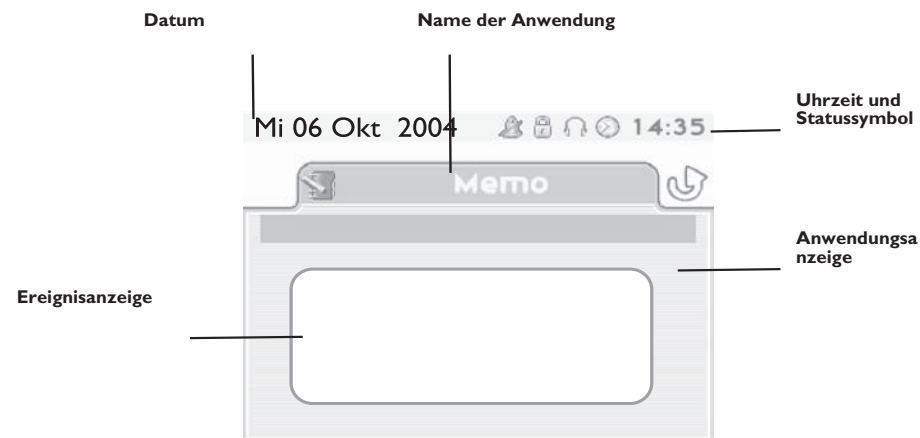 Datum
Name der Anwendung
Uhrzeit und
Statussymbol
Mi 06 Okt 2004
14:35
Memo
Anwendungsa
nzeige
Ereignisanzeige